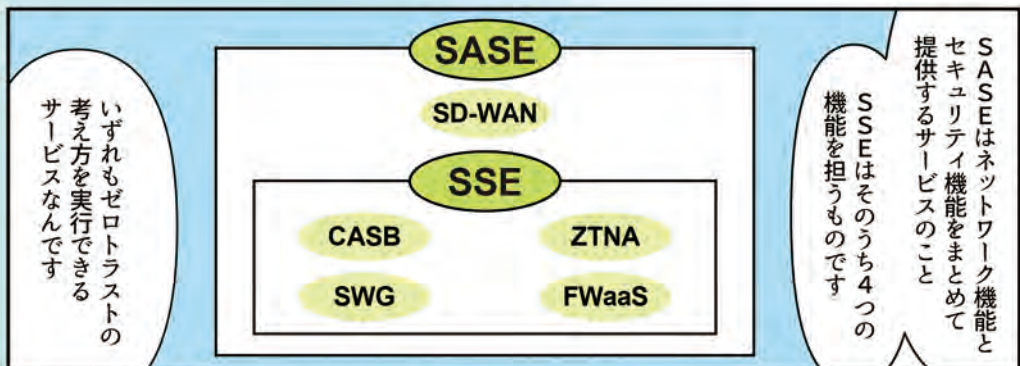 SASEはネットワーク機能と
セキュリティ機能をまとめて
提供するサービスのこと
SSEはそのうち4つの
機能を担うものです
SASE
SD-WAN
SSE
CASB
ZTNA
SWG
FWaaS
いずれもゼロトラストの
考え方を実行できる
サービスなんです